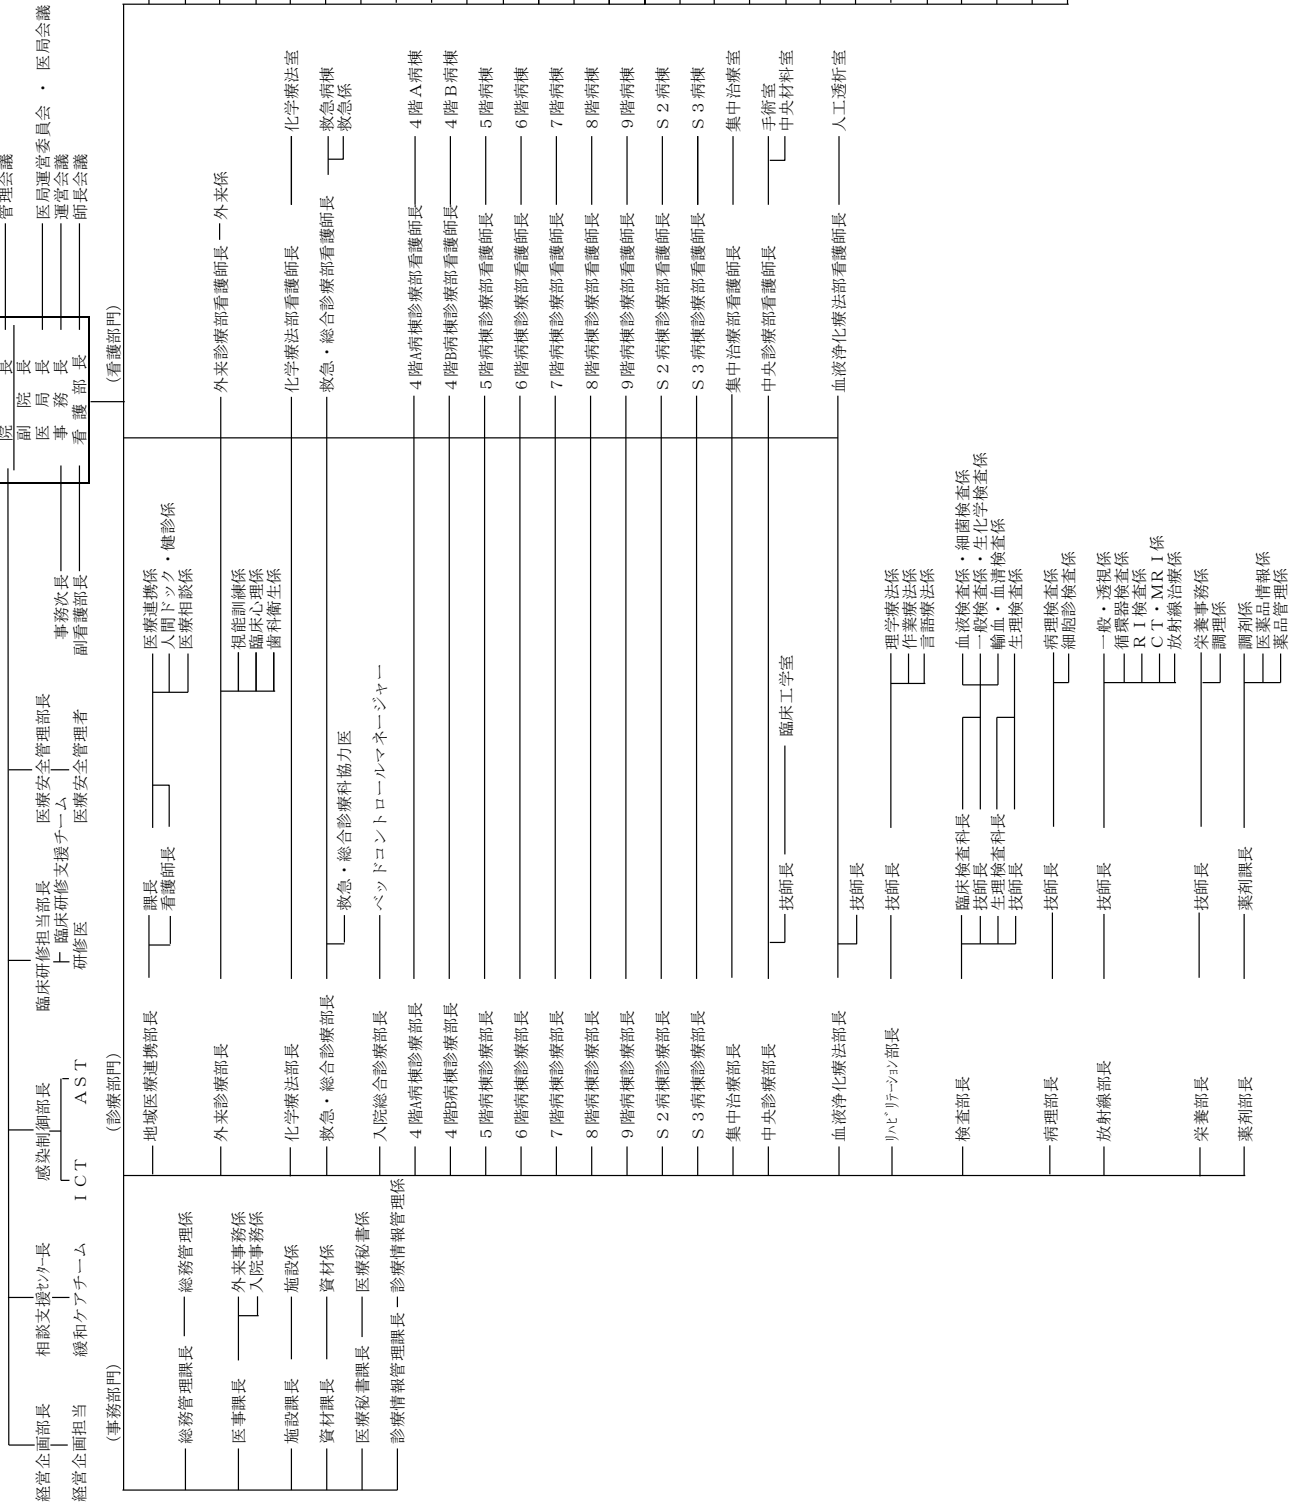 管理会議
医局運営委員会 ・ 医局会議
運営会議
師長会議
院長
副院長
医局長
事務長
看護部長
事務次長
副看護部長
経営企画部長
経営企画担当
相談支援センター長
緩和ケアチーム
感染制御部長
ICT
AST
臨床研修担当部長
臨床研修支援チーム
研修医
医療安全管理部長
医療安全管理者
(事務部門)
総務管理課長
総務管理係
医事課長
外来事務係
入院事務係
施設課長
施設係
資材課長
資材係
医療秘書課長
医療秘書係
診療情報管理課長
診療情報管理係
(診療部門)
地域医療連携部長
課長
看護師長
医療連携係
人間ドック・健診係
医療相談係
外来診療部長
視能訓練係
臨床心理係
歯科衛生係
化学療法部長
救急・総合診療部長
救急・総合診療科協力医
入院総合診療部長
ベッドコントロールマネージャー
4階A病棟診療部長
4階B病棟診療部長
5階病棟診療部長
6階病棟診療部長
7階病棟診療部長
8階病棟診療部長
9階病棟診療部長
S2病棟診療部長
S3病棟診療部長
集中治療部長
中央診療部長
技師長
臨床工学室
血液浄化療法部長
技師長
リハビリテーション部長
技師長
理学療法係
作業療法係
言語療法係
検査部長
臨床検査科長
技師長
生理検査科長
技師長
血液検査係・細菌検査係
一般検査係・生化学検査係
輸血・血清検査係
生理検査係
病理部長
技師長
病理検査係
細胞診検査係
放射線部長
技師長
一般・透視係
循環器検査係
RI検査係
CT・MRI係
放射線治療係
栄養部長
技師長
栄養事務係
調理係
薬剤部長
薬剤課長
調剤係
医薬品情報係
薬品管理係
(看護部門)
外来診療部看護師長
外来係
化学療法部看護師長
化学療法室
救急・総合診療部看護師長
救急病棟
救急係
4階A病棟診療部看護師長
4階A病棟
4階B病棟診療部看護師長
4階B病棟
5階病棟診療部看護師長
5階病棟
6階病棟診療部看護師長
6階病棟
7階病棟診療部看護師長
7階病棟
8階病棟診療部看護師長
8階病棟
9階病棟診療部看護師長
9階病棟
S2病棟診療部看護師長
S2病棟
S3病棟診療部看護師長
S3病棟
集中治療部看護師長
集中治療室
中央診療部看護師長
手術室
中央材料室
血液浄化療法部看護師長
人工透析室